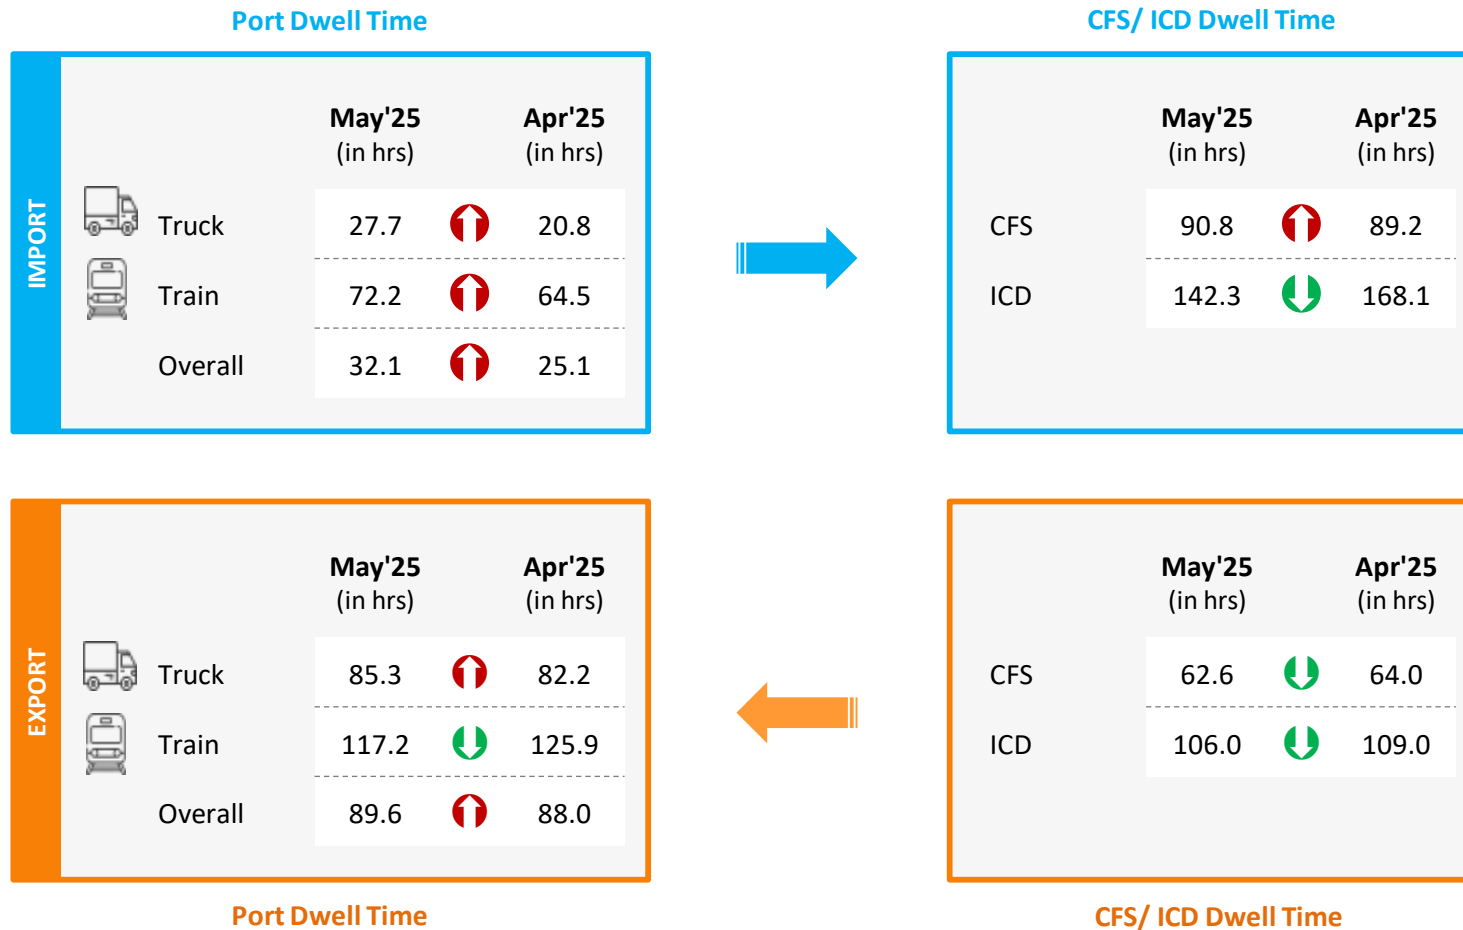 Port Dwell Time
CFS/ ICD Dwell Time
IMPORT
May'25 Apr'25
(in hrs) (in hrs)
Truck 27.7 20.8
Train 72.2 64.5
Overall 32.1 25.1
May'25 Apr'25
(in hrs) (in hrs)
CFS 90.8 89.2
ICD 142.3 168.1
EXPORT
May'25 Apr'25
(in hrs) (in hrs)
Truck 85.3 82.2
Train 117.2 125.9
Overall 89.6 88.0
May'25 Apr'25
(in hrs) (in hrs)
CFS 62.6 64.0
ICD 106.0 109.0
Port Dwell Time
CFS/ ICD Dwell Time